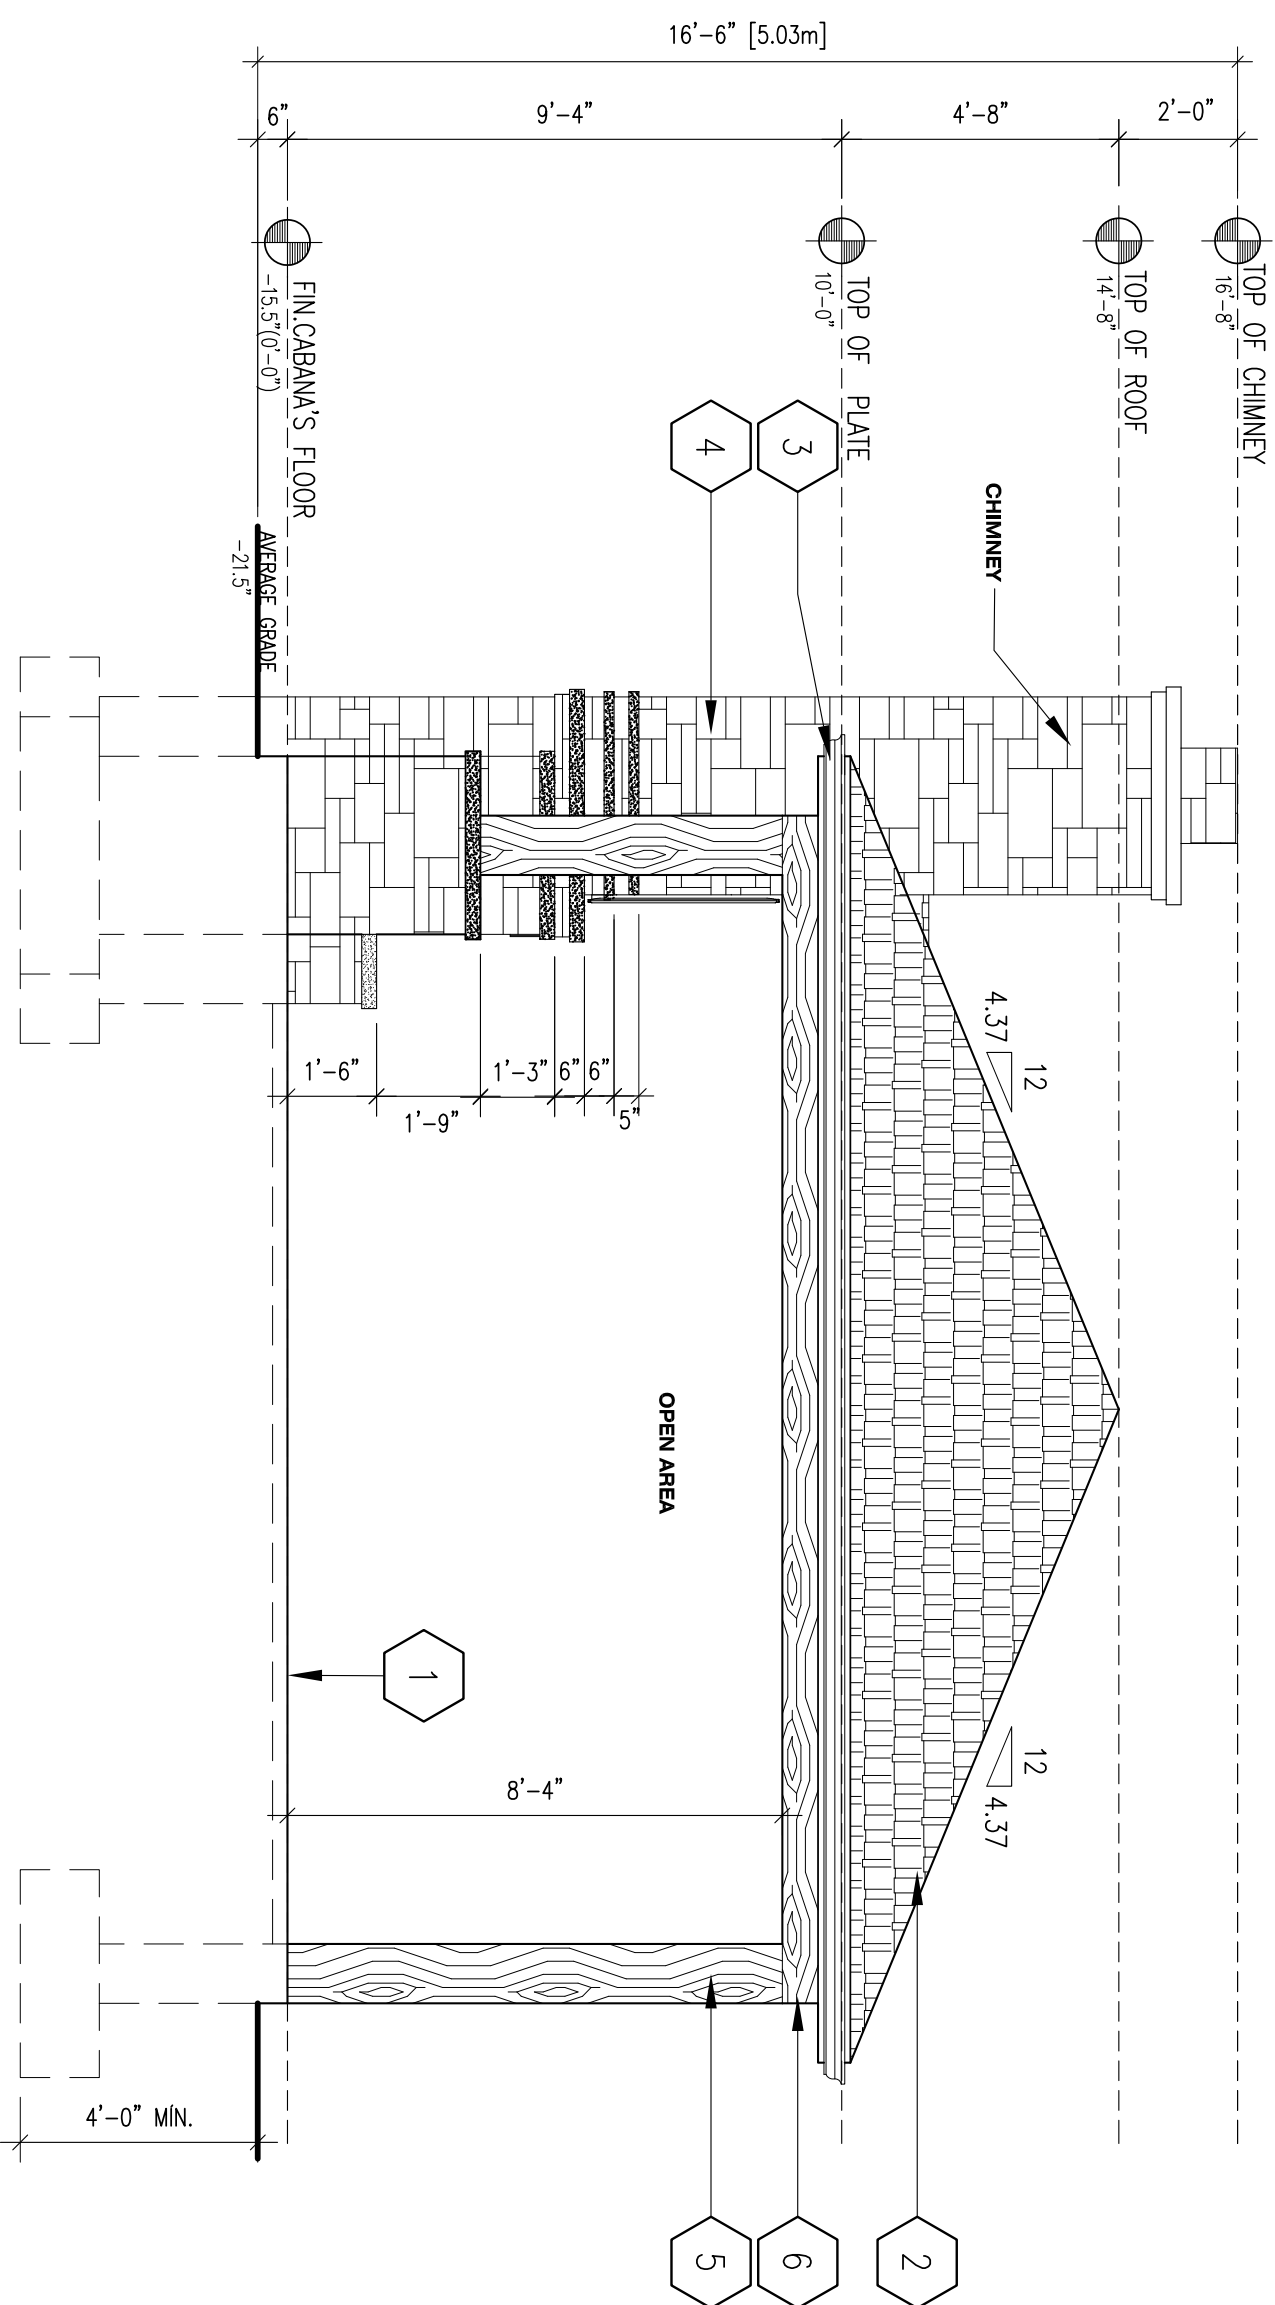 16'-6" [5.03m]
6"
9'-4"
4'-8"
2'-0"
TOP OF CHIMNEY
16'-8"
TOP OF ROOF
14'-8"
TOP OF PLATE
10'-0"
FIN.CABANA'S FLOOR
-15.5"(0'-0")
AVERAGE GRADE
-21.5"
CHIMNEY
3
4
12
4.37
1'-6"
1'-9"
1'-3"
6"
6"
5"
OPEN AREA
1
8'-4"
12
4.37
4'-0" MÍN.
2
6
5